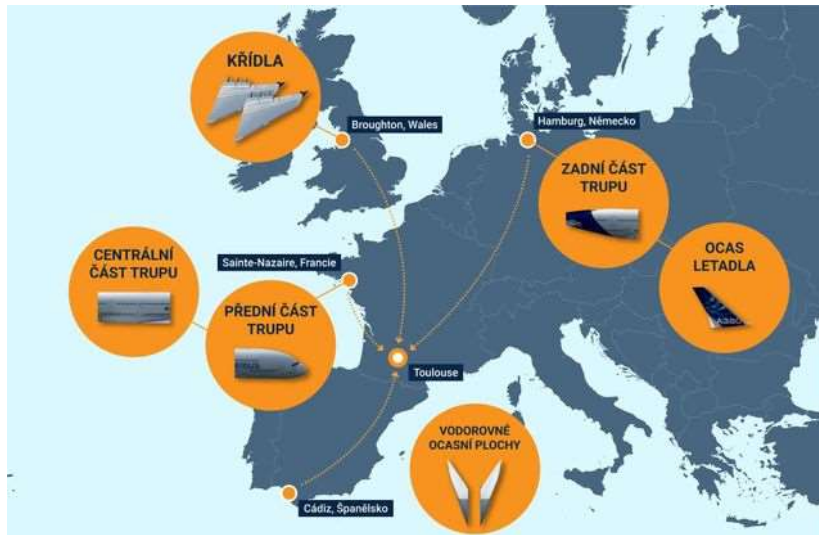 KŘÍDLA
Broughton, Wales
Hamburg, Německo
ZADNÍ ČÁST
TRUPU
OCAS
LETADLA
CENTRÁLNÍ
ČÁST TRUPU
Sainte-Nazaire, Francie
PŘEDNÍ ČÁST
TRUPU
Toulouse
VODOROVNÉ
OCASNÍ PLOCHY
Cádiz, Španělsko